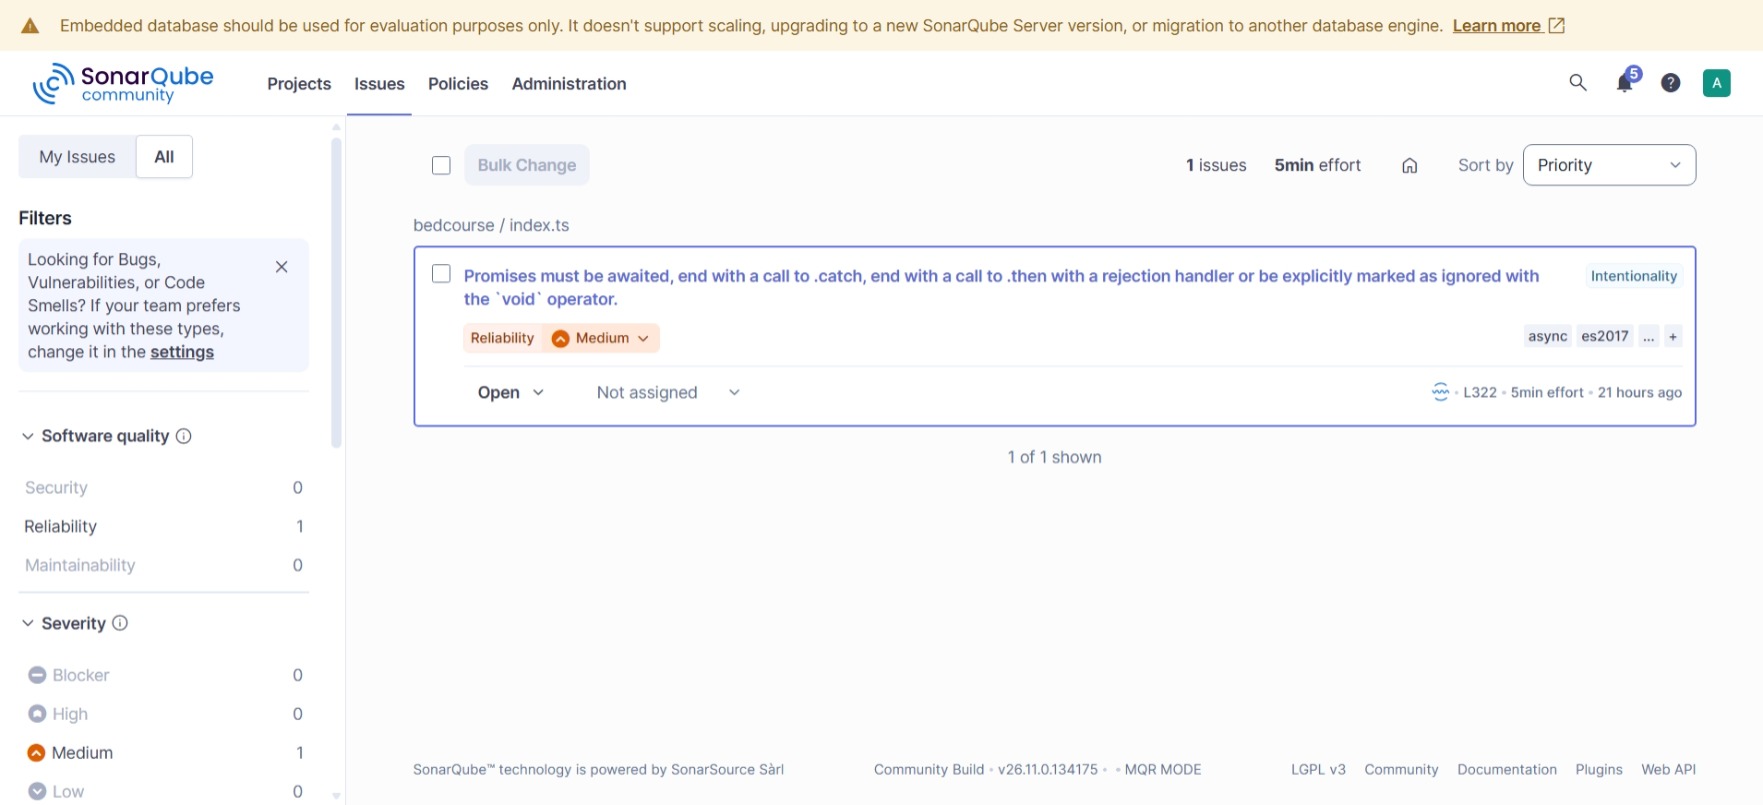 Embedded database should be used for evaluation purposes only. It doesn't support scaling, upgrading to a new SonarQube Server version, or migration to another database engine. Learn more
SonarQube
community
Projects
Issues
Policies
Administration
5
?
A
My Issues
All
Filters
Looking for Bugs,
Vulnerabilities, or Code
Smells? If your team prefers
working with these types,
change it in the settings
Software quality
Security 0
Reliability 1
Maintainability 0
Severity
Blocker 0
High 0
Medium 1
Low 0
Bulk Change
1 issues
5min effort
Sort by
Priority
bedcourse / index.ts
Promises must be awaited, end with a call to .catch, end with a call to .then with a rejection handler or be explicitly marked as ignored with
the `void` operator.
Intentionality
Reliability
Medium
async
es2017
...
+
Open
Not assigned
L322 • 5min effort • 21 hours ago
1 of 1 shown
SonarQube™ technology is powered by SonarSource Sàrl
Community Build • v26.11.0.134175 • • MQR MODE
LGPL v3
Community
Documentation
Plugins
Web API